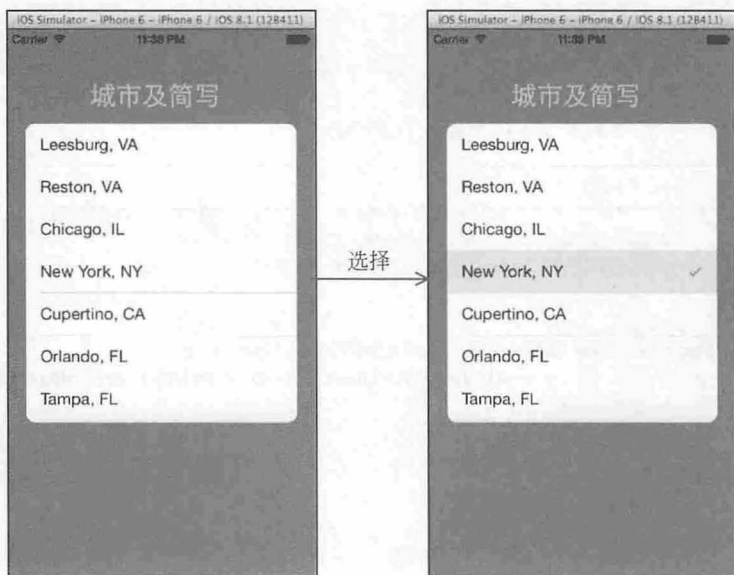 iOS Simulator – iPhone 6 – iPhone 6 / iOS 8.1 (12B411)
Carrier 11:38 PM
城市及简写
Leesburg, VA
Reston, VA
Chicago, IL
New York, NY
Cupertino, CA
Orlando, FL
Tampa, FL
选择
iOS Simulator – iPhone 6 – iPhone 6 / iOS 8.1 (12B411)
Carrier 11:39 PM
城市及简写
Leesburg, VA
Reston, VA
Chicago, IL
New York, NY
Cupertino, CA
Orlando, FL
Tampa, FL